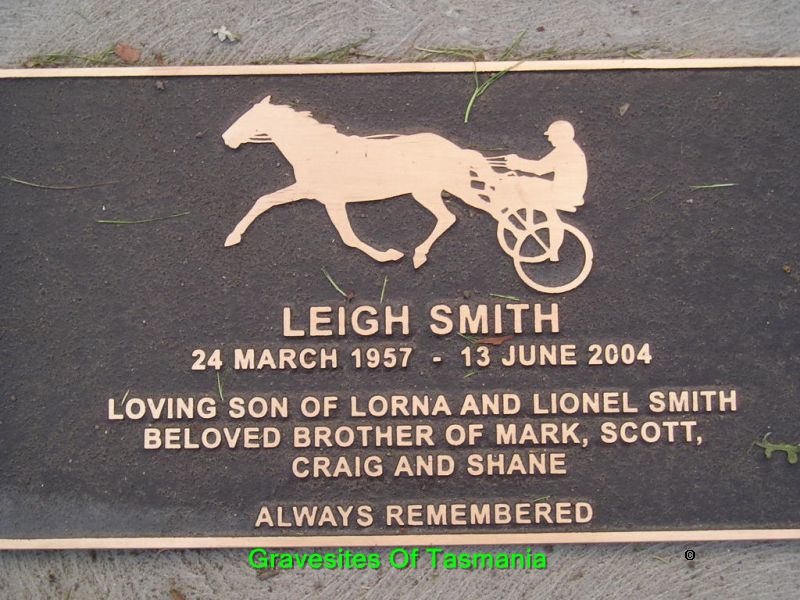 LEIGH SMITH
24 MARCH 1957 - 13 JUNE 2004
LOVING SON OF LORNA AND LIONEL SMITH
BELOVED BROTHER OF MARK, SCOTT,
CRAIG AND SHANE
ALWAYS REMEMBERED
Gravesites Of Tasmania ©